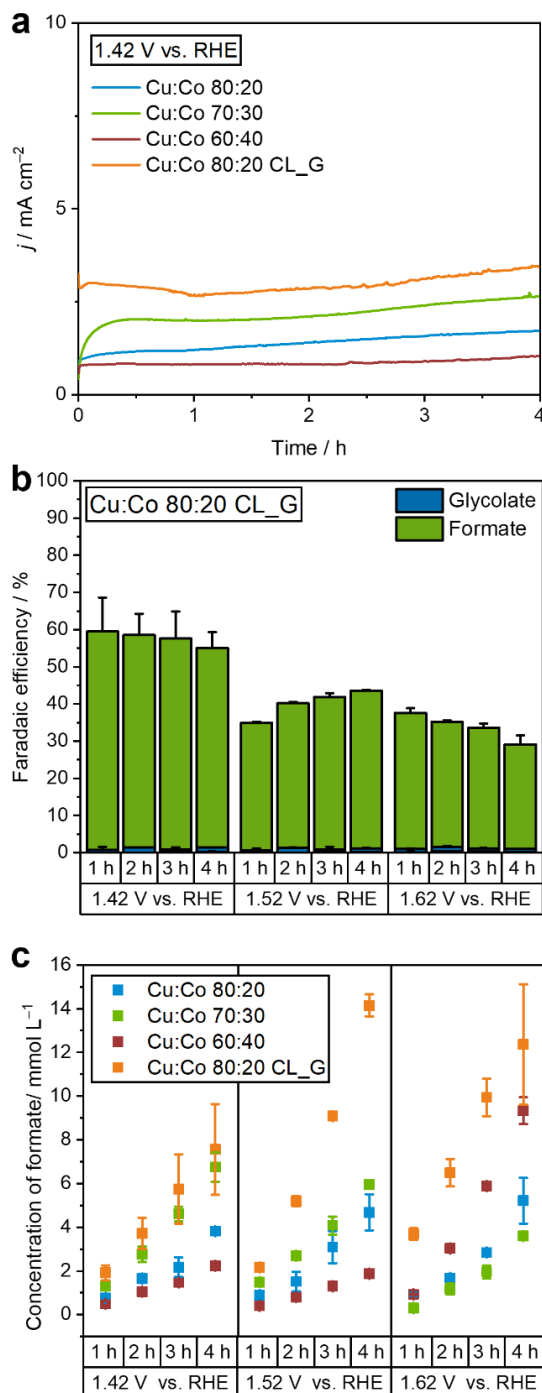 a
10
1.42 V vs. RHE
Cu:Co 80:20
Cu:Co 70:30
Cu:Co 60:40
Cu:Co 80:20 CL_G
j / mA cm⁻²
5
0
0 1 2 3 4
Time / h
b
100
Cu:Co 80:20 CL_G
Glycolate
Formate
90
80
70
60
50
40
30
20
10
0
Faradaic efficiency / %
1 h 2 h 3 h 4 h 1 h 2 h 3 h 4 h 1 h 2 h 3 h 4 h
1.42 V vs. RHE 1.52 V vs. RHE 1.62 V vs. RHE
c
16
Cu:Co 80:20
Cu:Co 70:30
Cu:Co 60:40
Cu:Co 80:20 CL_G
14
12
10
8
6
4
2
0
Concentration of formate/ mmol L⁻¹
1 h 2 h 3 h 4 h 1 h 2 h 3 h 4 h 1 h 2 h 3 h 4 h
1.42 V vs. RHE 1.52 V vs. RHE 1.62 V vs. RHE